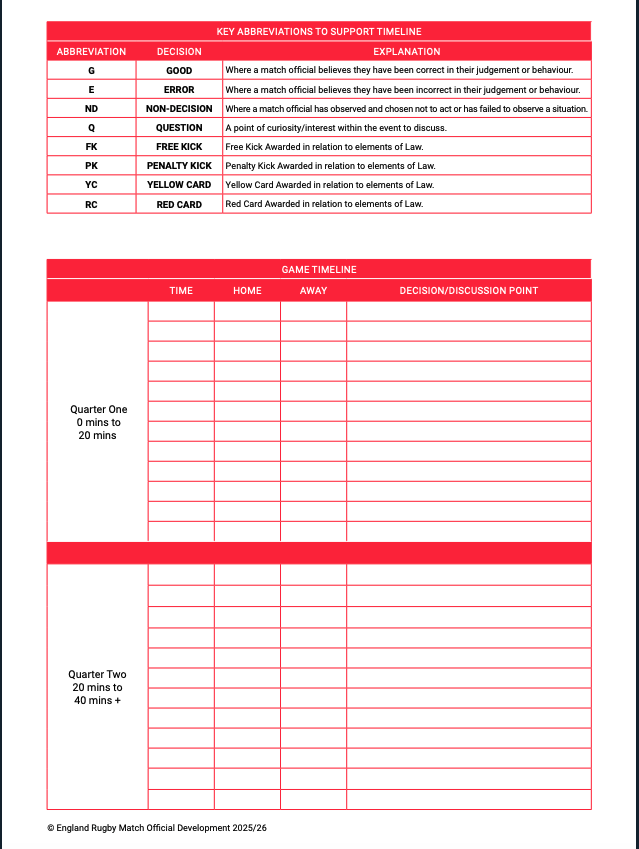 KEY ABBREVIATIONS TO SUPPORT TIMELINE
ABBREVIATION DECISION EXPLANATION
G GOOD Where a match official believes they have been correct in their judgement or behaviour.
E ERROR Where a match official believes they have been incorrect in their judgement or behaviour.
ND NON-DECISION Where a match official has observed and chosen not to act or has failed to observe a situation.
Q QUESTION A point of curiosity/interest within the event to discuss.
FK FREE KICK Free Kick Awarded in relation to elements of Law.
PK PENALTY KICK Penalty Kick Awarded in relation to elements of Law.
YC YELLOW CARD Yellow Card Awarded in relation to elements of Law.
RC RED CARD Red Card Awarded in relation to elements of Law.
GAME TIMELINE
TIME HOME AWAY DECISION/DISCUSSION POINT
Quarter One
0 mins to
20 mins
Quarter Two
20 mins to
40 mins +
© England Rugby Match Official Development 2025/26